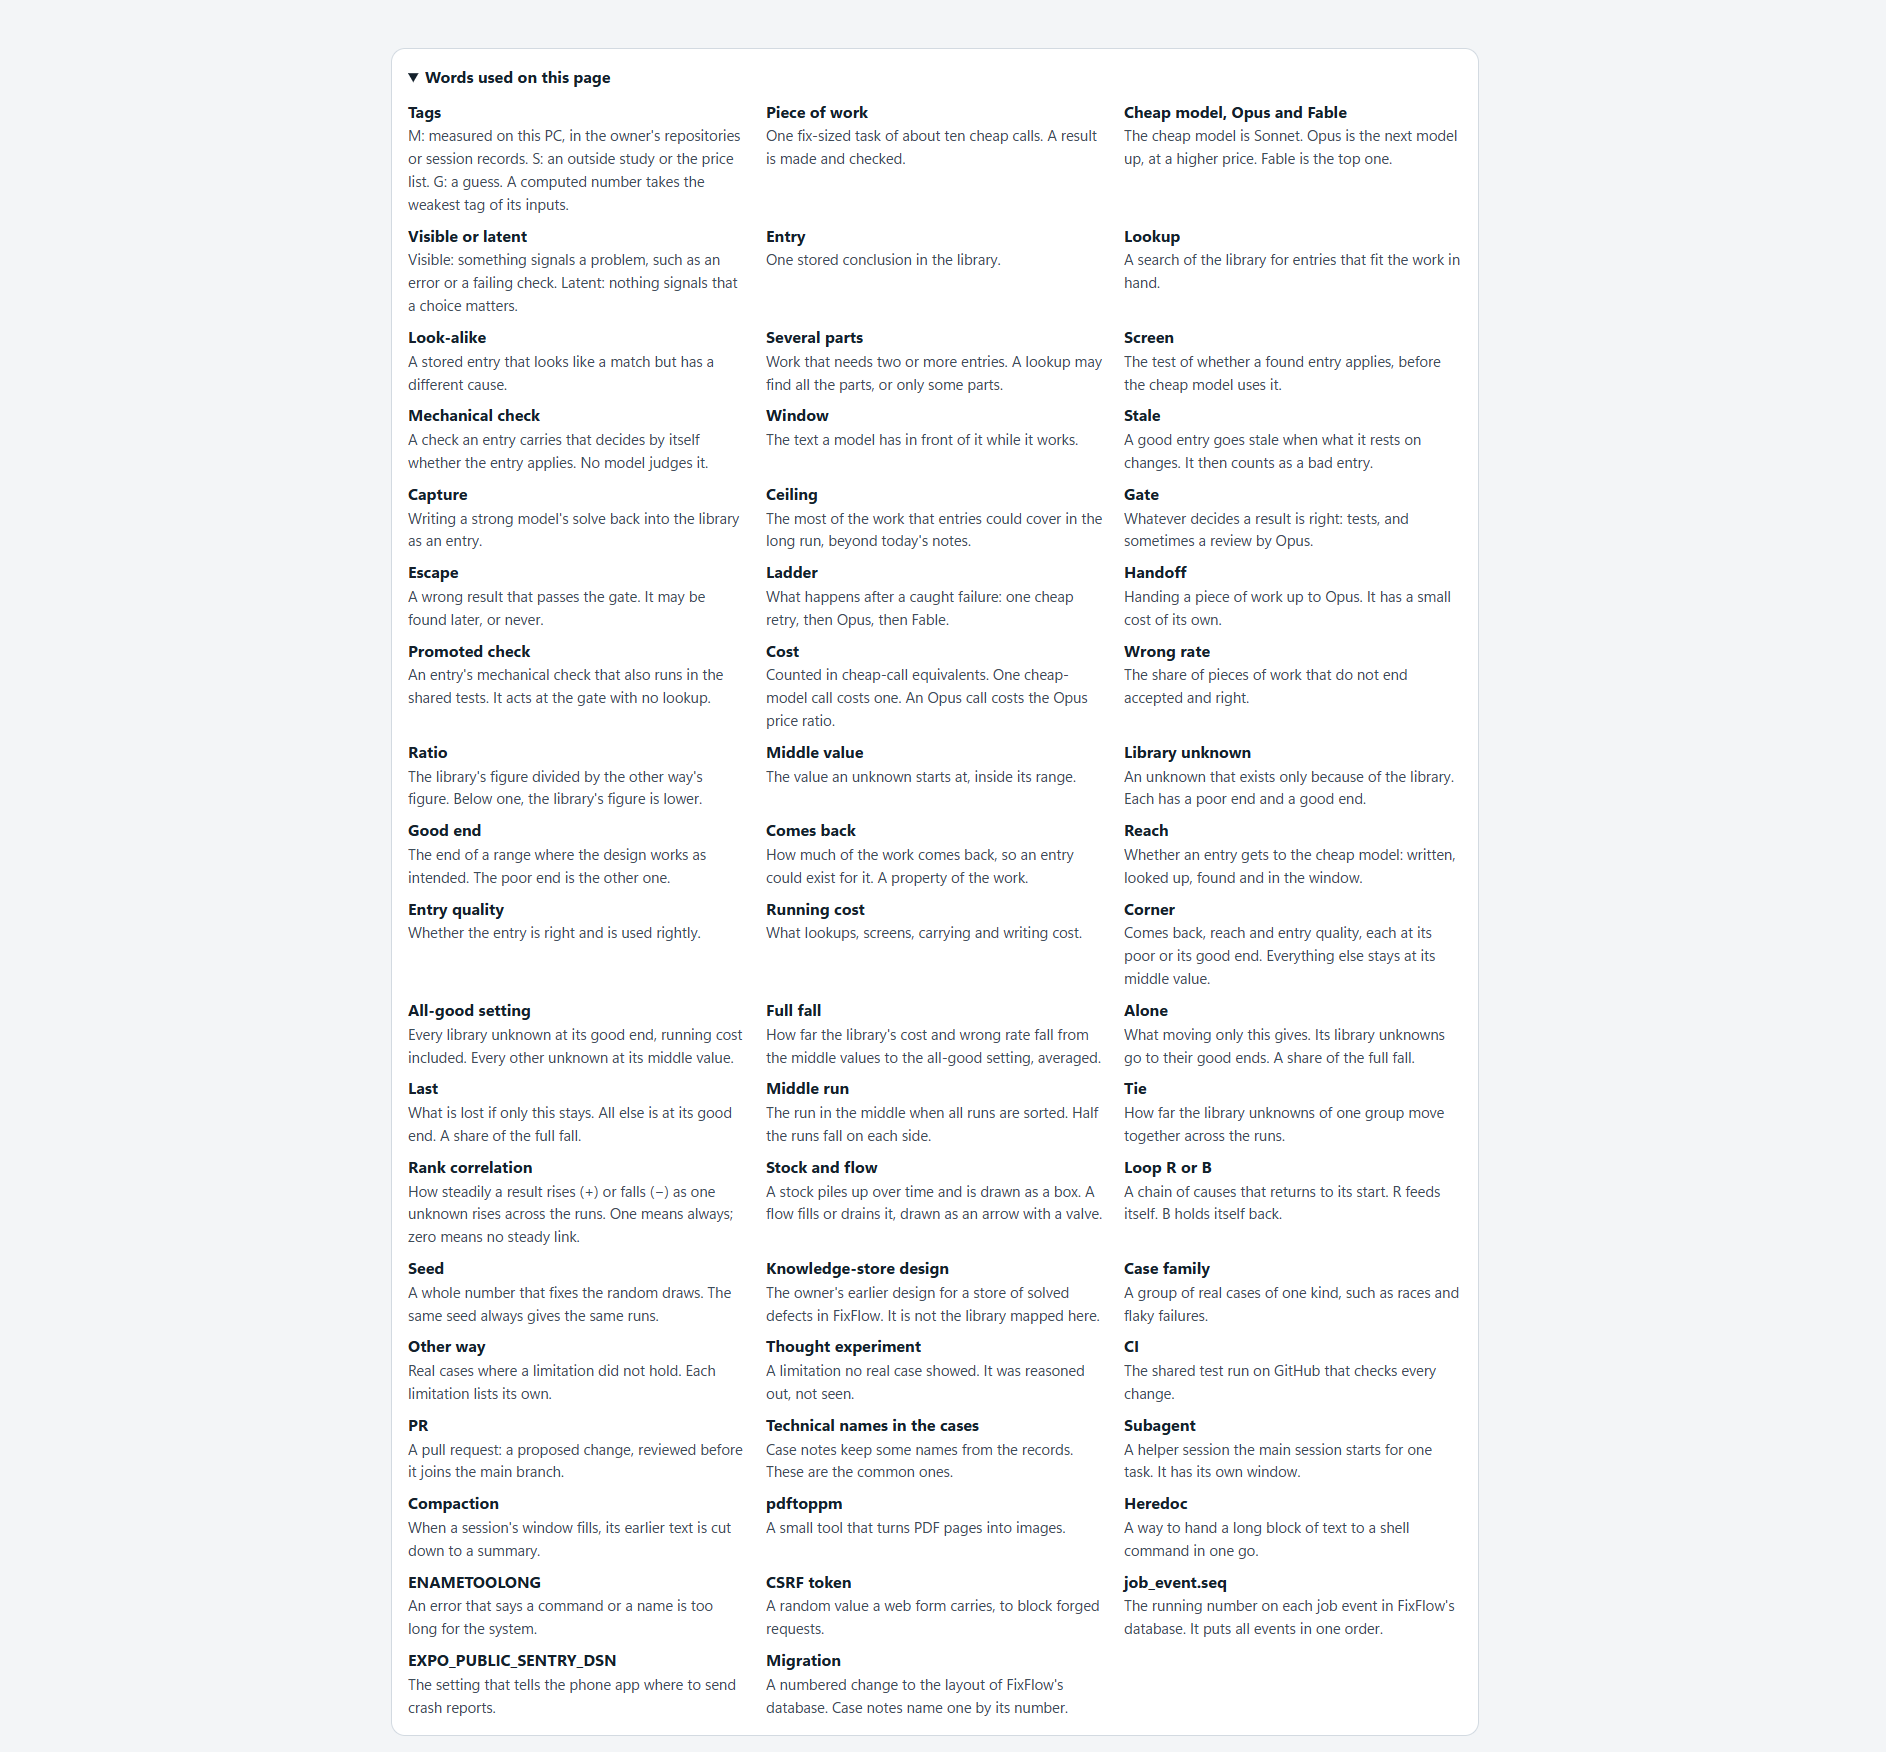 ▼ Words used on this page
Tags
M: measured on this PC, in the owner's repositories
or session records. S: an outside study or the price
list. G: a guess. A computed number takes the
weakest tag of its inputs.
Piece of work
One fix-sized task of about ten cheap calls. A result
is made and checked.
Cheap model, Opus and Fable
The cheap model is Sonnet. Opus is the next model
up, at a higher price. Fable is the top one.
Visible or latent
Visible: something signals a problem, such as an
error or a failing check. Latent: nothing signals that
a choice matters.
Entry
One stored conclusion in the library.
Lookup
A search of the library for entries that fit the work in
hand.
Look-alike
A stored entry that looks like a match but has a
different cause.
Several parts
Work that needs two or more entries. A lookup may
find all the parts, or only some parts.
Screen
The test of whether a found entry applies, before
the cheap model uses it.
Mechanical check
A check an entry carries that decides by itself
whether the entry applies. No model judges it.
Window
The text a model has in front of it while it works.
Stale
A good entry goes stale when what it rests on
changes. It then counts as a bad entry.
Capture
Writing a strong model's solve back into the library
as an entry.
Ceiling
The most of the work that entries could cover in the
long run, beyond today's notes.
Gate
Whatever decides a result is right: tests, and
sometimes a review by Opus.
Escape
A wrong result that passes the gate. It may be
found later, or never.
Ladder
What happens after a caught failure: one cheap
retry, then Opus, then Fable.
Handoff
Handing a piece of work up to Opus. It has a small
cost of its own.
Promoted check
An entry's mechanical check that also runs in the
shared tests. It acts at the gate with no lookup.
Cost
Counted in cheap-call equivalents. One cheap-
model call costs one. An Opus call costs the Opus
price ratio.
Wrong rate
The share of pieces of work that do not end
accepted and right.
Ratio
The library's figure divided by the other way's
figure. Below one, the library's figure is lower.
Middle value
The value an unknown starts at, inside its range.
Library unknown
An unknown that exists only because of the library.
Each has a poor end and a good end.
Good end
The end of a range where the design works as
intended. The poor end is the other one.
Comes back
How much of the work comes back, so an entry
could exist for it. A property of the work.
Reach
Whether an entry gets to the cheap model: written,
looked up, found and in the window.
Entry quality
Whether the entry is right and is used rightly.
Running cost
What lookups, screens, carrying and writing cost.
Corner
Comes back, reach and entry quality, each at its
poor or its good end. Everything else stays at its
middle value.
All-good setting
Every library unknown at its good end, running cost
included. Every other unknown at its middle value.
Full fall
How far the library's cost and wrong rate fall from
the middle values to the all-good setting, averaged.
Alone
What moving only this gives. Its library unknowns
go to their good ends. A share of the full fall.
Last
What is lost if only this stays. All else is at its good
end. A share of the full fall.
Middle run
The run in the middle when all runs are sorted. Half
the runs fall on each side.
Tie
How far the library unknowns of one group move
together across the runs.
Rank correlation
How steadily a result rises (+) or falls (−) as one
unknown rises across the runs. One means always;
zero means no steady link.
Stock and flow
A stock piles up over time and is drawn as a box. A
flow fills or drains it, drawn as an arrow with a valve.
Loop R or B
A chain of causes that returns to its start. R feeds
itself. B holds itself back.
Seed
A whole number that fixes the random draws. The
same seed always gives the same runs.
Knowledge-store design
The owner's earlier design for a store of solved
defects in FixFlow. It is not the library mapped here.
Case family
A group of real cases of one kind, such as races and
flaky failures.
Other way
Real cases where a limitation did not hold. Each
limitation lists its own.
Thought experiment
A limitation no real case showed. It was reasoned
out, not seen.
CI
The shared test run on GitHub that checks every
change.
PR
A pull request: a proposed change, reviewed before
it joins the main branch.
Technical names in the cases
Case notes keep some names from the records.
These are the common ones.
Subagent
A helper session the main session starts for one
task. It has its own window.
Compaction
When a session's window fills, its earlier text is cut
down to a summary.
pdftoppm
A small tool that turns PDF pages into images.
Heredoc
A way to hand a long block of text to a shell
command in one go.
ENAMETOOLONG
An error that says a command or a name is too
long for the system.
CSRF token
A random value a web form carries, to block forged
requests.
job_event.seq
The running number on each job event in FixFlow's
database. It puts all events in one order.
EXPO_PUBLIC_SENTRY_DSN
The setting that tells the phone app where to send
crash reports.
Migration
A numbered change to the layout of FixFlow's
database. Case notes name one by its number.